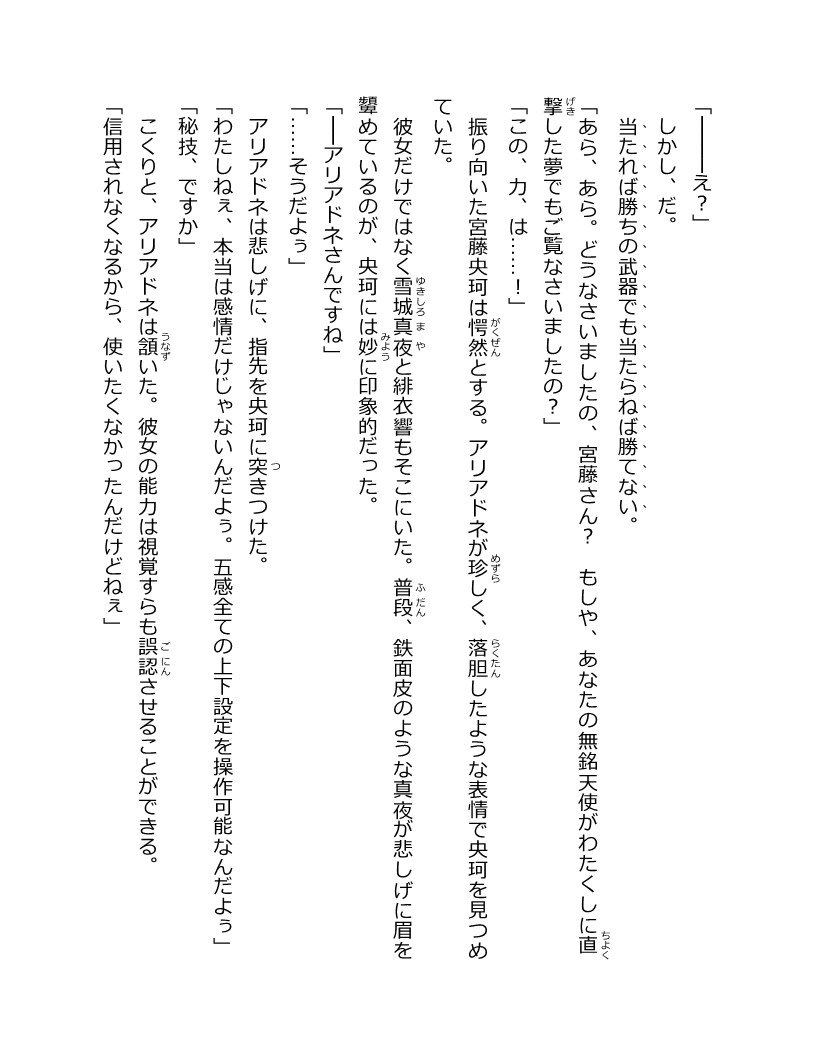 「――え？」
しかし、だ。
当たれば勝ちの武器でも当たらねば勝てない。
「あら、あら。どうなさいましたの、宮藤さん？　もしや、あなたの無銘天使がわたくしに直
撃した夢でもご覧なさいましたの？」
「この、力、は……！」
振り向いた宮藤央珂は愕然とする。アリアドネが珍しく、落胆したような表情で央珂を見つめ
ていた。
彼女だけではなく雪城真夜と緋衣響もそこにいた。普段、鉄面皮のような真夜が悲しげに眉を
顰めているのが、央珂には妙に印象的だった。
「―アリアドネさんですね」
「……そうだよぅ」
アリアドネは悲しげに、指先を央珂に突きつけた。
「わたしねぇ、本当は感情だけじゃないんだよぅ。五感全ての上下設定を操作可能なんだよぅ」
「秘技、ですか」
こくりと、アリアドネは頷いた。彼女の能力は視覚すらも誤認させることができる。
「信用されなくなるから、使いたくなかったんだけどねぇ」